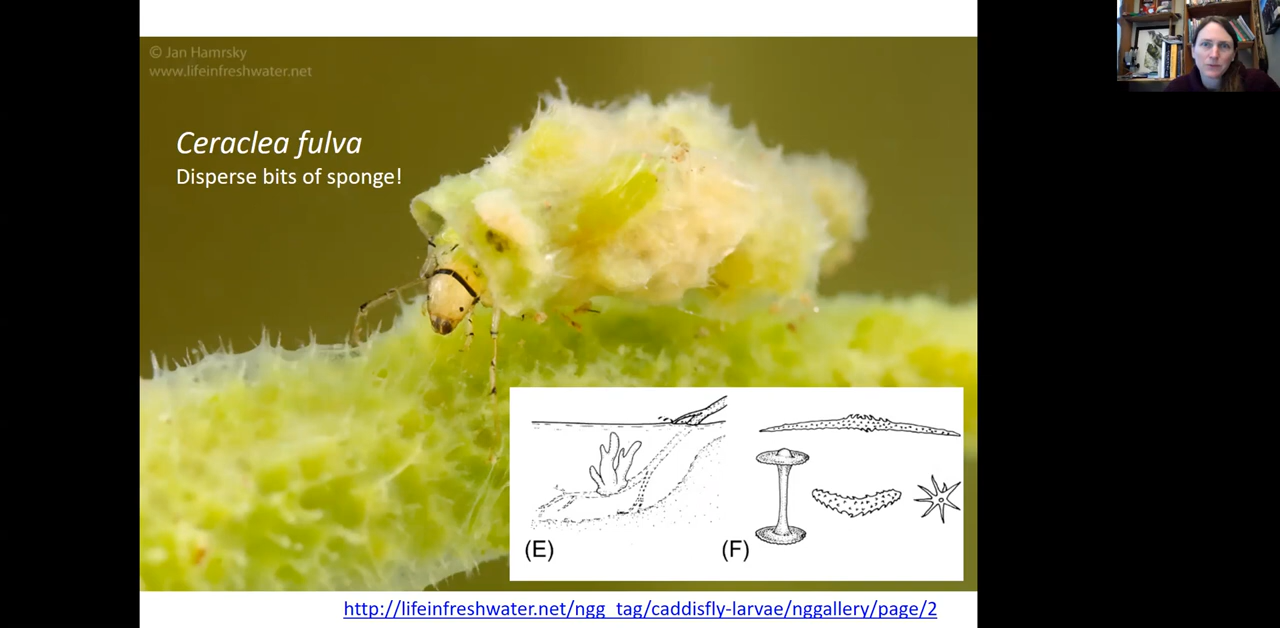 © Jan Hamrsky
www.lifeinfreshwater.net
Ceraclea fulva
Disperse bits of sponge!
(E)
(F)
http://lifeinfreshwater.net/ngg_tag/caddisfly-larvae/nggallery/page/2